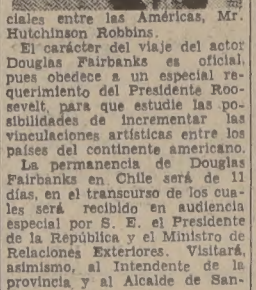 ciales entre las Américas, Mr.
Hutchinson Robbins.
El carácter del viaje del actor
Douglas Fairbanks es oficial,
pues obedece a un especial re-
querimiento del Presidente Roo-
sevelt, para que estudie las po-
sibilidades de incrementar las
vinculaciones artísticas entre los
países del continente americano.
La permanencia de Douglas
Fairbanks en Chile será de 11
días, en el transcurso de los cua-
les será recibido en audiencia
especial por S. E. el Presidente
de la República y el Ministro de
Relaciones Exteriores. Visitará,
asimismo, al Intendente de la
provincia y al Alcalde de San-